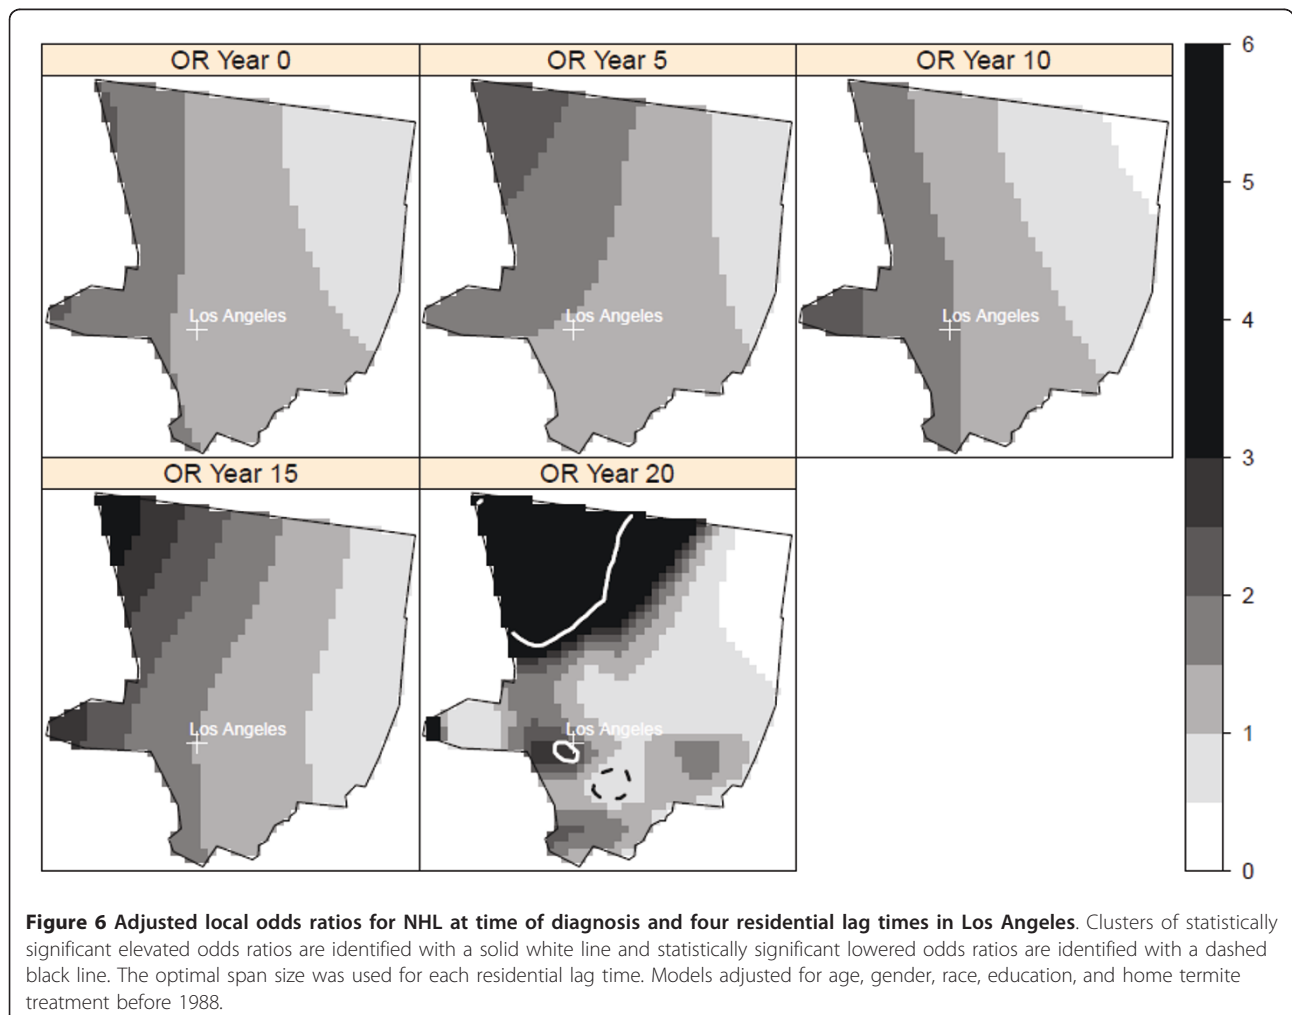 OR Year 0
OR Year 5
OR Year 10
Los Angeles
Los Angeles
Los Angeles
OR Year 15
OR Year 20
Los Angeles
Los Angeles
6
5
4
3
2
1
0
Figure 6 Adjusted local odds ratios for NHL at time of diagnosis and four residential lag times in Los Angeles. Clusters of statistically
significant elevated odds ratios are identified with a solid white line and statistically significant lowered odds ratios are identified with a dashed
black line. The optimal span size was used for each residential lag time. Models adjusted for age, gender, race, education, and home termite
treatment before 1988.